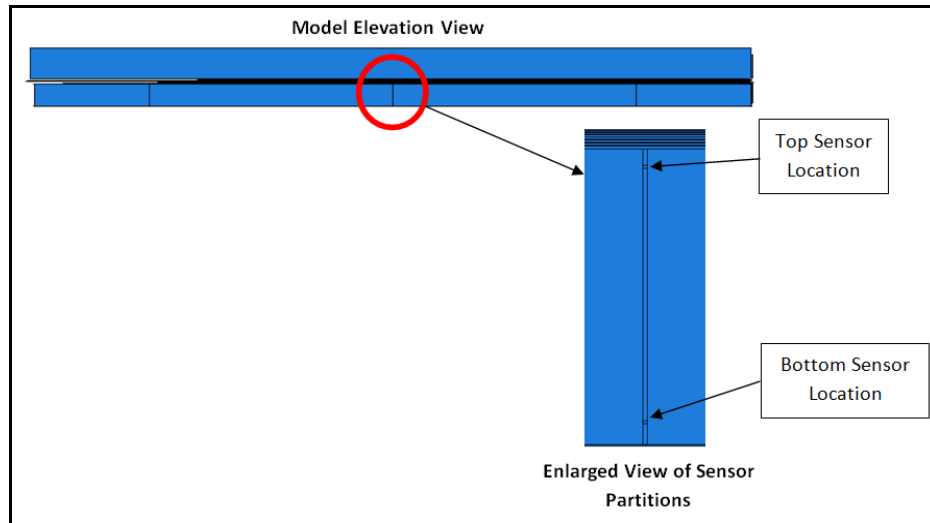 Model Elevation View
Top Sensor
Location
Bottom Sensor
Location
Enlarged View of Sensor
Partitions